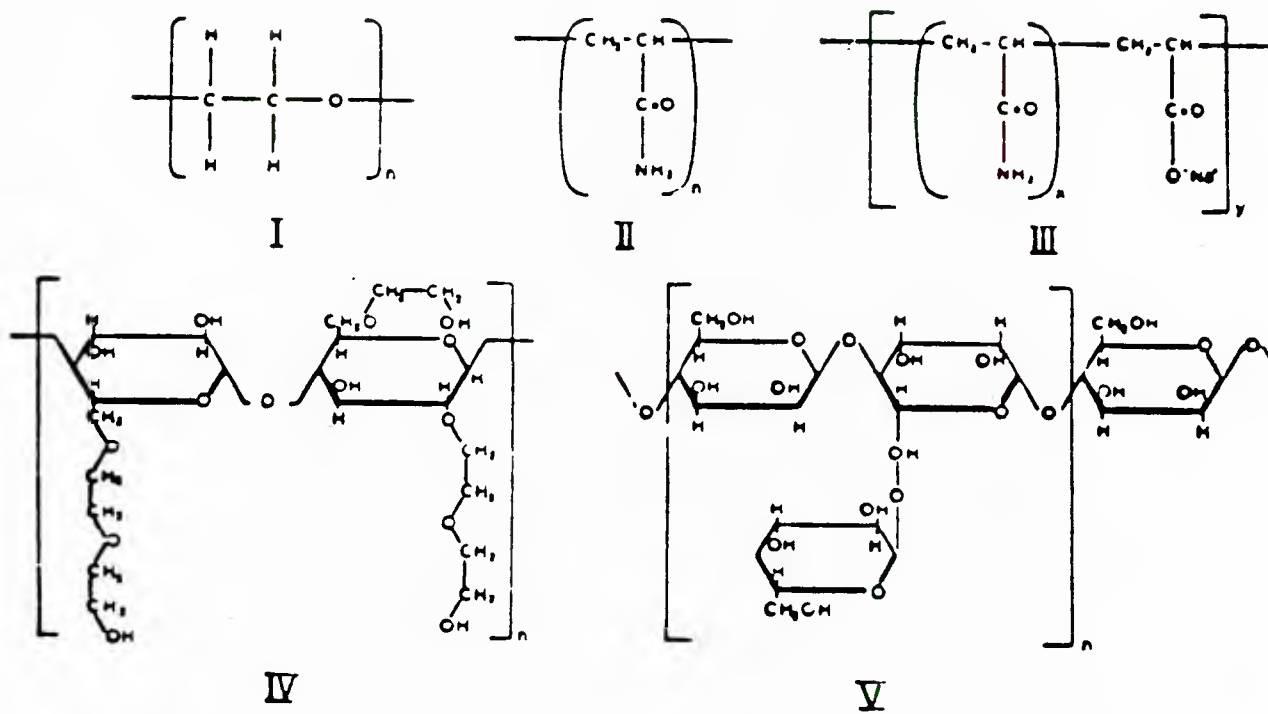 H H
C C O
H H
n
I
CH₂ CH
C=O
NH₂
n
II
CH₂ CH CH₂ CH
C=O C=O
NH₂ O⁻Na⁺
x y
III
CH₂ CH₂
H OH O O
OH H CH₂ H OH
H O O OH H H
CH₂ O
O CH₂
CH₂ CH₂
CH₂ O
O CH₂
CH₂ CH₂
CH₂ OH
OH
n
IV
CH₂OH H H CH₂OH
H O O OH OH H O O
O OH OH H O O OH OH
H H OH H H
O
H OH
OH H
H O
CH₂OH
n
V